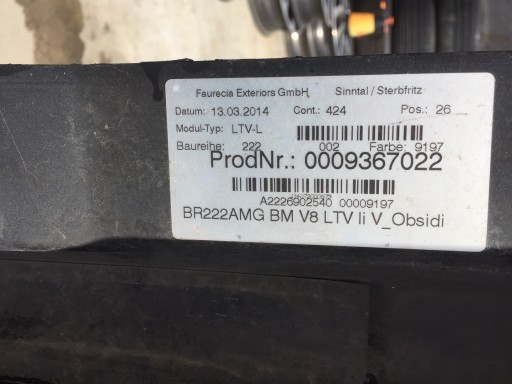 Faurecia Exteriors GmbH, Sinntal / Sterbfritz
Datum: 13.03.2014 Cont.: 424 Pos.: 26
Modul-Typ: LTV-L
Baureihe: 222 002 Farbe: 9197
ProdNr.: 0009367022
A2226902540 00009197
BR222AMG BM V8 LTV li V_Obsidi